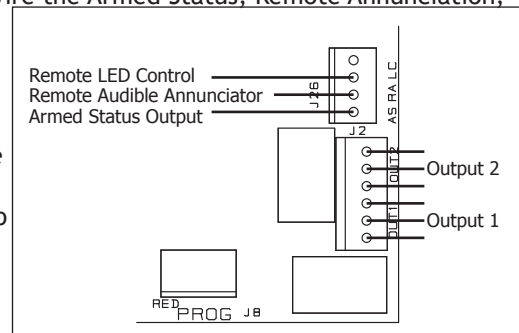 wire the Armed Status, Remote Annunciation,
Remote LED Control
Remote Audible Annunciator
Armed Status Output
J26
AS RA LC
J2
OUT2
Output 2
OUT1
Output 1
RED
PROG J8